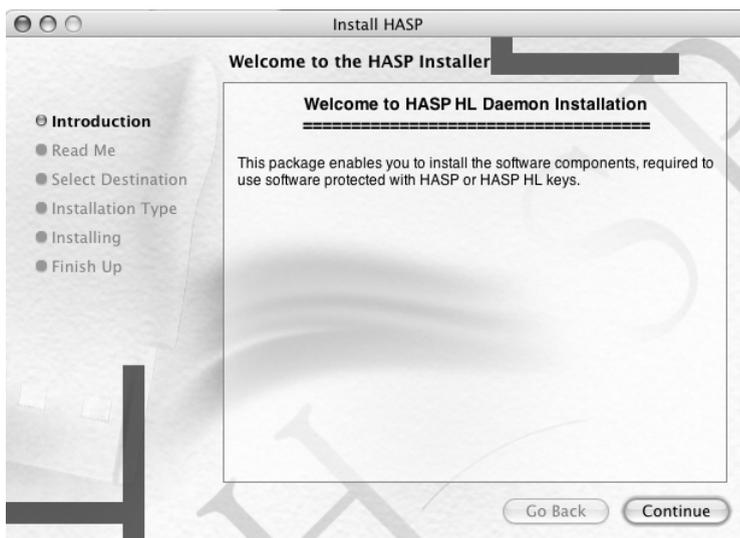 Install HASP
Welcome to the HASP Installer
Introduction
Read Me
Select Destination
Installation Type
Installing
Finish Up
Welcome to HASP HL Daemon Installation
====================================
This package enables you to install the software components, required to
use software protected with HASP or HASP HL keys.
Go Back
Continue